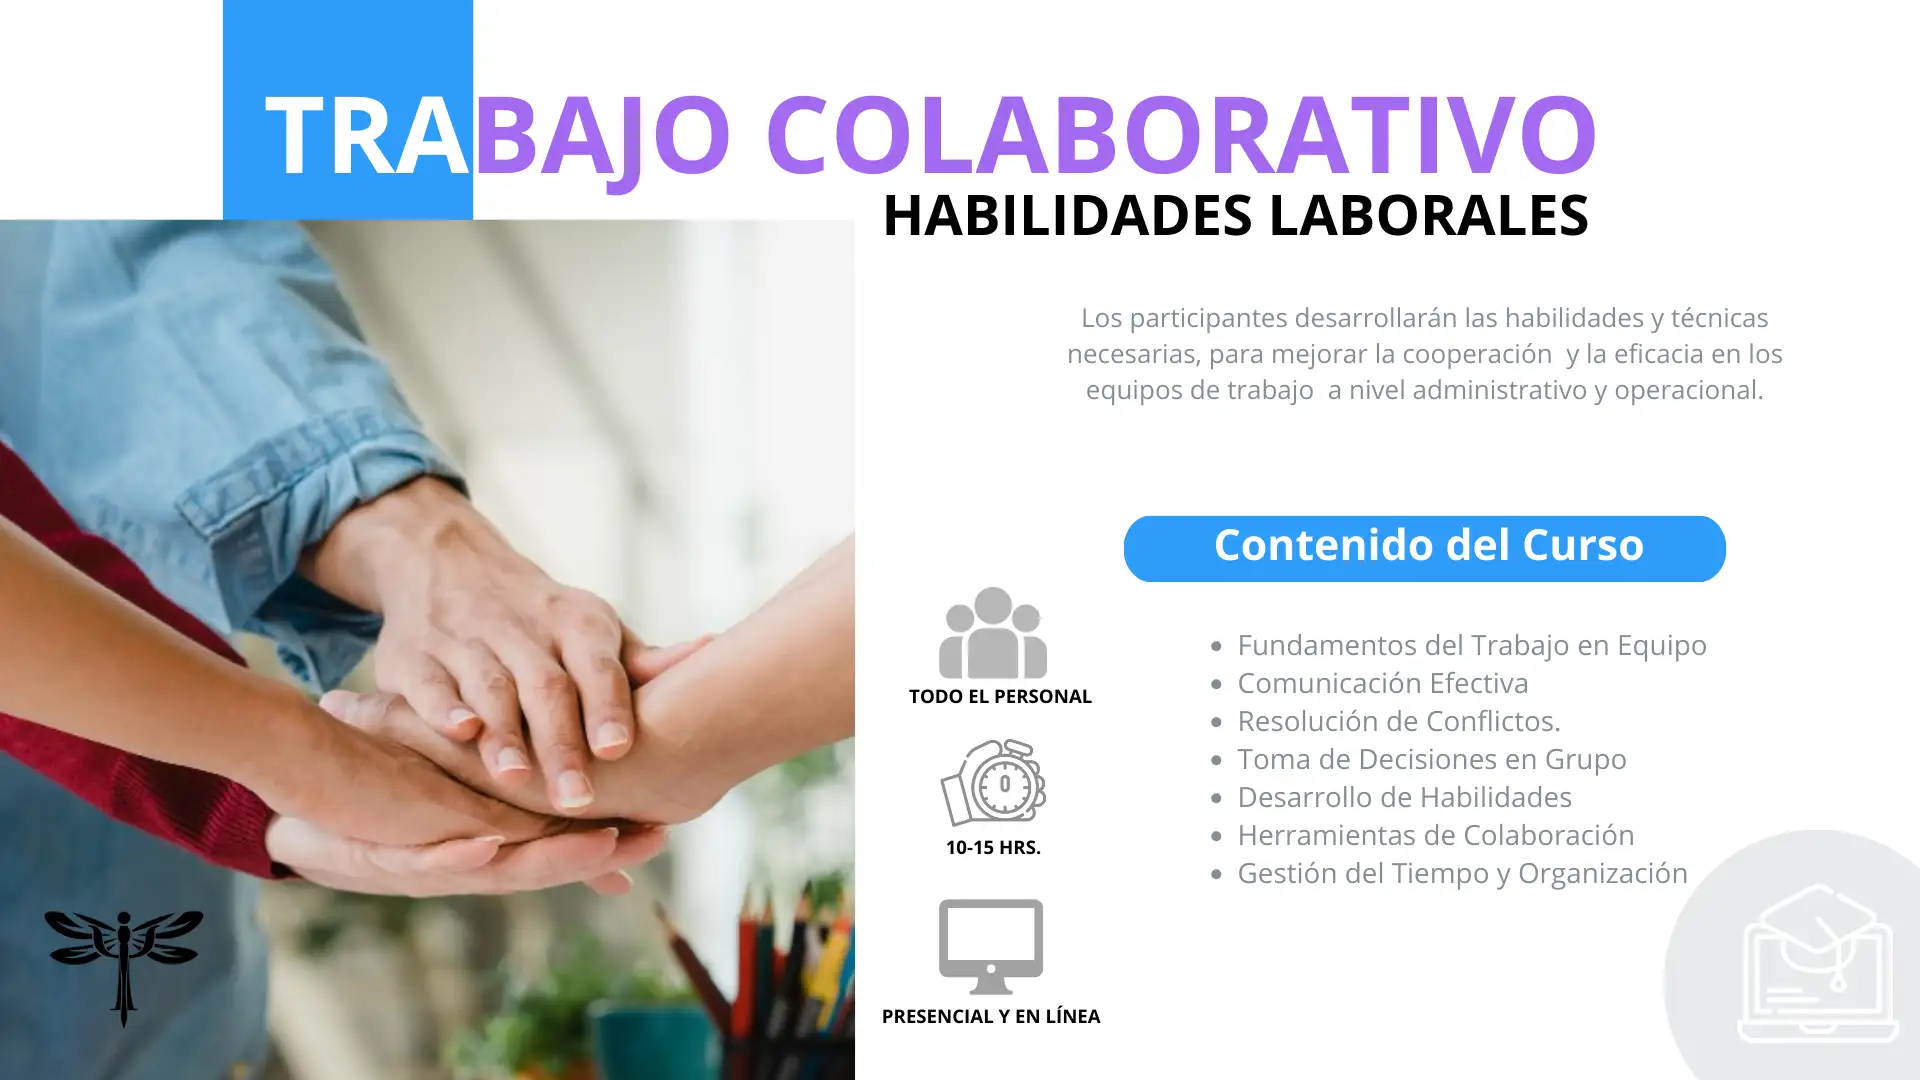 TRABAJO COLABORATIVO
HABILIDADES LABORALES
Los participantes desarrollarán las habilidades y técnicas
necesarias, para mejorar la cooperación  y la eficacia en los
equipos de trabajo  a nivel administrativo y operacional.
Contenido del Curso
TODO EL PERSONAL
10-15 HRS.
PRESENCIAL Y EN LÍNEA
• Fundamentos del Trabajo en Equipo
• Comunicación Efectiva
• Resolución de Conflictos.
• Toma de Decisiones en Grupo
• Desarrollo de Habilidades
• Herramientas de Colaboración
• Gestión del Tiempo y Organización